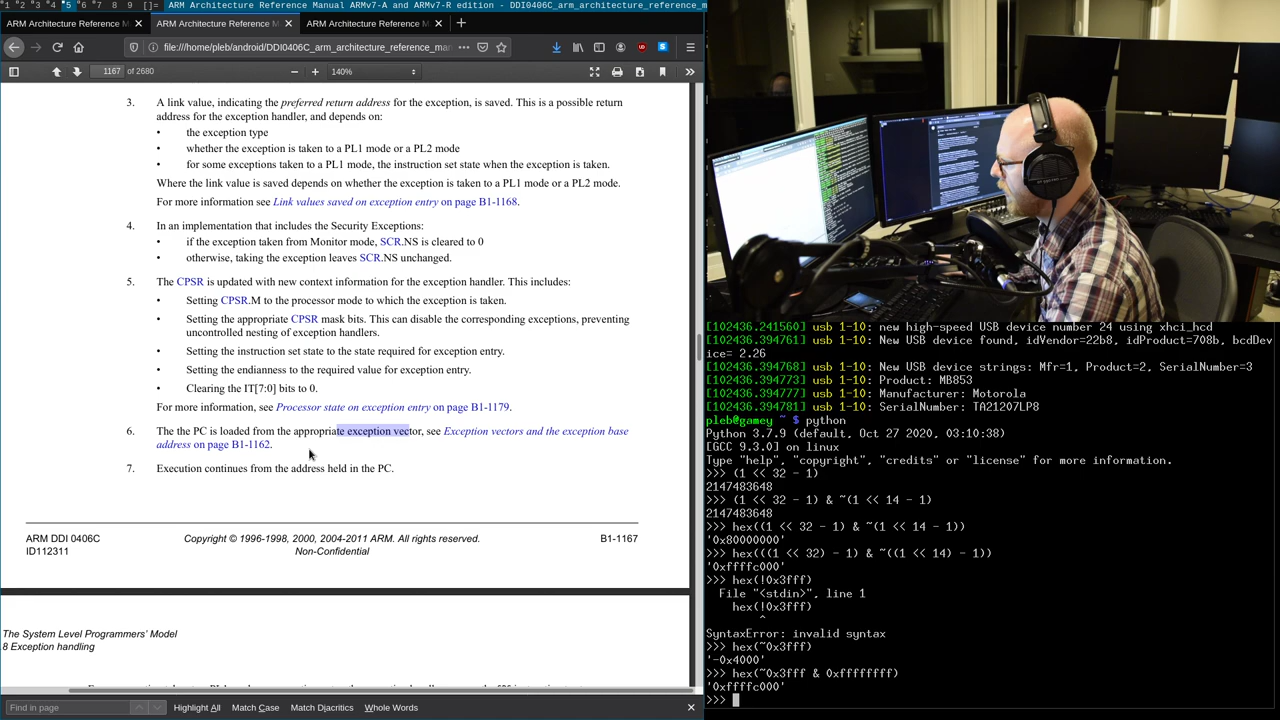 1 2 3 4 5 6 7 8 9 []= ARM Architecture Reference Manual ARMv7-A and ARMv7-R edition - DDI0406C_arm_architecture_reference_m
ARM Architecture Reference M
ARM Architecture Reference M
ARM Architecture Reference M
file:///home/pleb/android/DDI0406C_arm_architecture_reference_mar
1167 of 2680
140%
3. A link value, indicating the preferred return address for the exception, is saved. This is a possible return
address for the exception handler, and depends on:
• the exception type
• whether the exception is taken to a PL1 mode or a PL2 mode
• for some exceptions taken to a PL1 mode, the instruction set state when the exception is taken.
Where the link value is saved depends on whether the exception is taken to a PL1 mode or a PL2 mode.
For more information see Link values saved on exception entry on page B1-1168.
4. In an implementation that includes the Security Exceptions:
• if the exception taken from Monitor mode, SCR.NS is cleared to 0
• otherwise, taking the exception leaves SCR.NS unchanged.
5. The CPSR is updated with new context information for the exception handler. This includes:
• Setting CPSR.M to the processor mode to which the exception is taken.
• Setting the appropriate CPSR mask bits. This can disable the corresponding exceptions, preventing
uncontrolled nesting of exception handlers.
• Setting the instruction set state to the state required for exception entry.
• Setting the endianness to the required value for exception entry.
• Clearing the IT[7:0] bits to 0.
For more information, see Processor state on exception entry on page B1-1179.
6. The the PC is loaded from the appropriate exception vector, see Exception vectors and the exception base
address on page B1-1162.
7. Execution continues from the address held in the PC.
ARM DDI 0406C
ID112311
Copyright © 1996-1998, 2000, 2004-2011 ARM. All rights reserved.
Non-Confidential
B1-1167
The System Level Programmers' Model
8 Exception handling
Find in page
Highlight All Match Case Match Diacritics Whole Words
[102436.241560] usb 1-10: new high-speed USB device number 24 using xhci_hcd
[102436.394761] usb 1-10: New USB device found, idVendor=22b8, idProduct=708b, bcdDev
ice= 2.26
[102436.394768] usb 1-10: New USB device strings: Mfr=1, Product=2, SerialNumber=3
[102436.394773] usb 1-10: Product: MB853
[102436.394777] usb 1-10: Manufacturer: Motorola
[102436.394781] usb 1-10: SerialNumber: TA21207LP8
pleb@gamey ~ $ python
Python 3.7.9 (default, Oct 27 2020, 03:10:38)
[GCC 9.3.0] on linux
Type "help", "copyright", "credits" or "license" for more information.
>>> (1 << 32 - 1)
2147483648
>>> (1 << 32 - 1) & ~(1 << 14 - 1)
2147483648
>>> hex((1 << 32 - 1) & ~(1 << 14 - 1))
'0x80000000'
>>> hex(((1 << 32) - 1) & ~((1 << 14) - 1))
'0xffffc000'
>>> hex(!0x3fff)
File "<stdin>", line 1
hex(!0x3fff)
^
SyntaxError: invalid syntax
>>> hex(~0x3fff)
'-0x4000'
>>> hex(~0x3fff & 0xffffffff)
'0xffffc000'
>>>